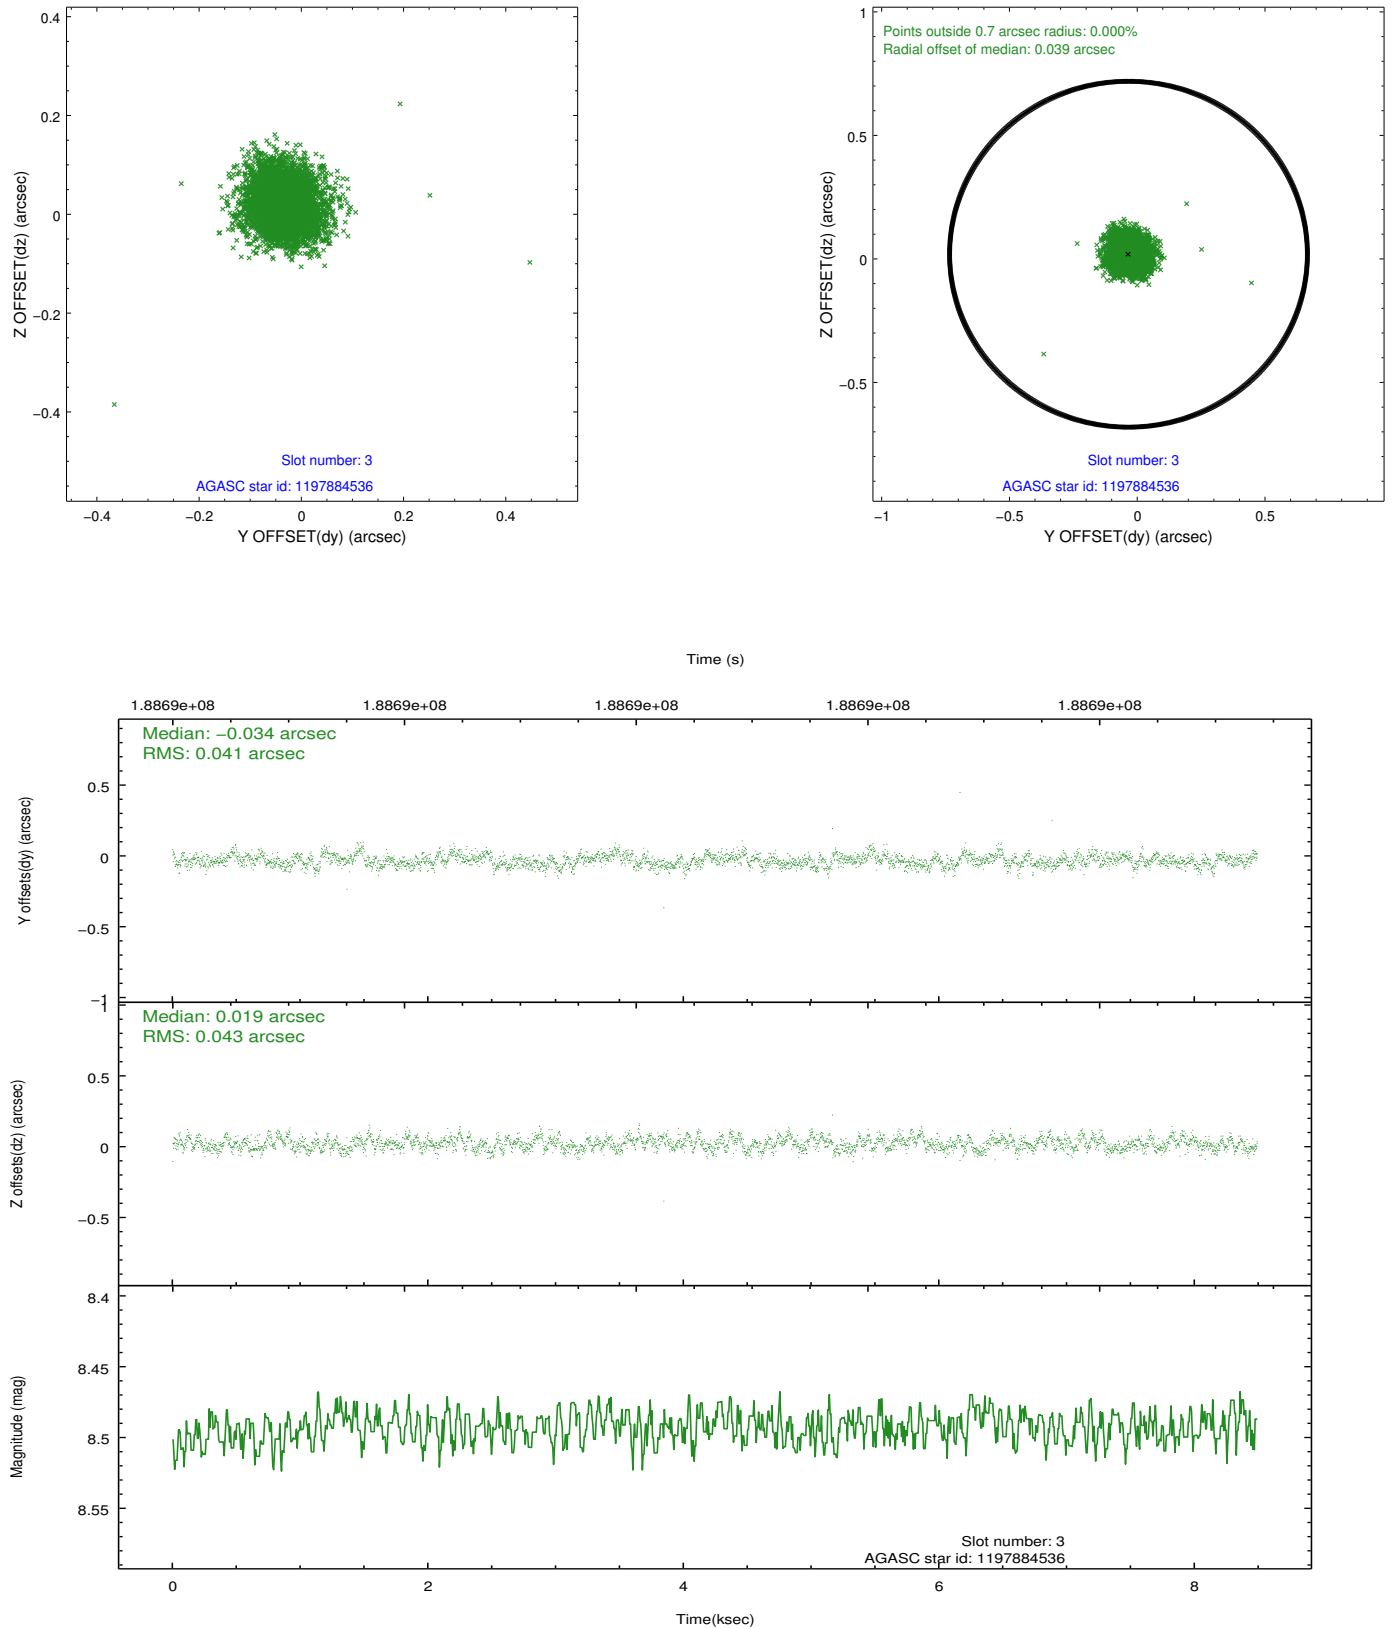 0.4
0.2
0
−0.2
−0.4
Z OFFSET(dz) (arcsec)
Slot number: 3
AGASC star id: 1197884536
−0.4 −0.2 0 0.2 0.4
Y OFFSET(dy) (arcsec)
1
0.5
0
−0.5
Z OFFSET(dz) (arcsec)
Points outside 0.7 arcsec radius: 0.000%
Radial offset of median: 0.039 arcsec
Slot number: 3
AGASC star id: 1197884536
−1 −0.5 0 0.5
Y OFFSET(dy) (arcsec)
Time (s)
1.8869e+08 1.8869e+08 1.8869e+08 1.8869e+08 1.8869e+08
Median: −0.034 arcsec
RMS: 0.041 arcsec
0.5
0
−0.5
−1
Y offsets(dy) (arcsec)
1
Median: 0.019 arcsec
RMS: 0.043 arcsec
0.5
0
−0.5
Z offsets(dz) (arcsec)
8.4
8.45
8.5
8.55
Magnitude (mag)
Slot number: 3
AGASC star id: 1197884536
0 2 4 6 8
Time(ksec)